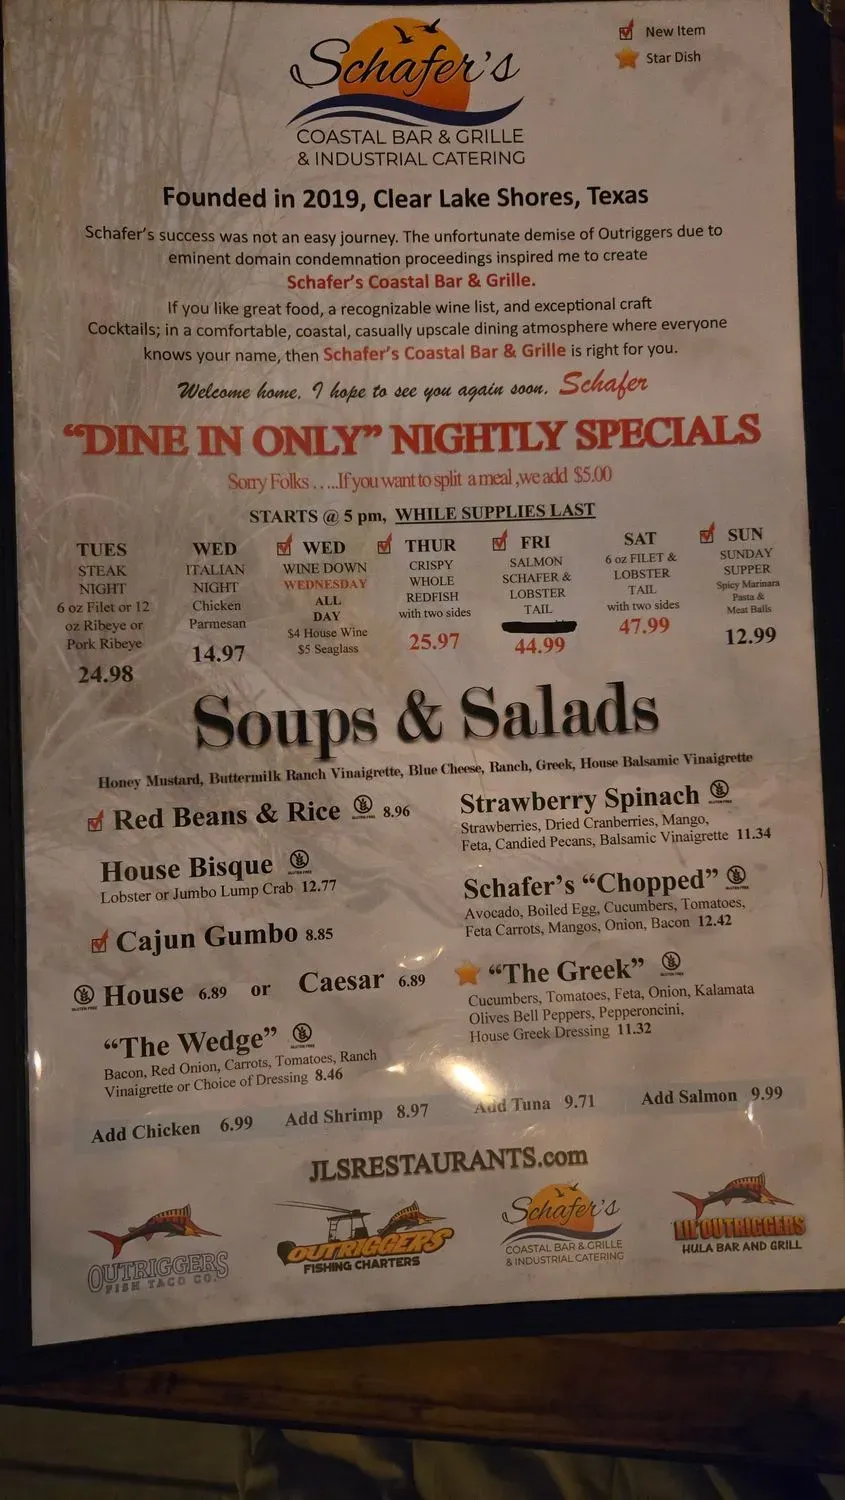 New Item
Star Dish
Schafer's
COASTAL BAR & GRILLE
& INDUSTRIAL CATERING
Founded in 2019, Clear Lake Shores, Texas
Schafer's success was not an easy journey. The unfortunate demise of Outriggers due to
eminent domain condemnation proceedings inspired me to create
Schafer's Coastal Bar & Grille.
If you like great food, a recognizable wine list, and exceptional craft
Cocktails; in a comfortable, coastal, casually upscale dining atmosphere where everyone
knows your name, then Schafer's Coastal Bar & Grille is right for you.
Welcome home. I hope to see you again soon. Schafer
"DINE IN ONLY" NIGHTLY SPECIALS
Sorry Folks .....If you want to split a meal ,we add $5.00
STARTS @ 5 pm, WHILE SUPPLIES LAST
TUES
STEAK
NIGHT
6 oz Filet or 12
oz Ribeye or
Pork Ribeye
24.98
WED
ITALIAN
NIGHT
Chicken
Parmesan
14.97
WED
WINE DOWN
WEDNESDAY
ALL
DAY
$4 House Wine
$5 Seaglass
THUR
CRISPY
WHOLE
REDFISH
with two sides
25.97
FRI
SALMON
SCHAFER &
LOBSTER
TAIL
44.99
SAT
6 oz FILET &
LOBSTER
TAIL
with two sides
47.99
SUN
SUNDAY
SUPPER
Spicy Marinara
Pasta &
Meat Balls
12.99
Soups & Salads
Honey Mustard, Buttermilk Ranch Vinaigrette, Blue Cheese, Ranch, Greek, House Balsamic Vinaigrette
Red Beans & Rice GLUTEN FREE 8.96
House Bisque GLUTEN FREE
Lobster or Jumbo Lump Crab 12.77
Cajun Gumbo 8.85
GLUTEN FREE House 6.89 or Caesar 6.89
"The Wedge" GLUTEN FREE
Bacon, Red Onion, Carrots, Tomatoes, Ranch
Vinaigrette or Choice of Dressing 8.46
Strawberry Spinach GLUTEN FREE
Strawberries, Dried Cranberries, Mango,
Feta, Candied Pecans, Balsamic Vinaigrette 11.34
Schafer's "Chopped" GLUTEN FREE
Avocado, Boiled Egg, Cucumbers, Tomatoes,
Feta Carrots, Mangos, Onion, Bacon 12.42
"The Greek" GLUTEN FREE
Cucumbers, Tomatoes, Feta, Onion, Kalamata
Olives Bell Peppers, Pepperoncini,
House Greek Dressing 11.32
Add Chicken 6.99 Add Shrimp 8.97 Add Tuna 9.71 Add Salmon 9.99
JLSRESTAURANTS.com
OUTRIGGERS
FISH TACO CO.
OUTRIGGERS
FISHING CHARTERS
Schafer's
COASTAL BAR & GRILLE
& INDUSTRIAL CATERING
LIL'OUTRIGGERS
HULA BAR AND GRILL